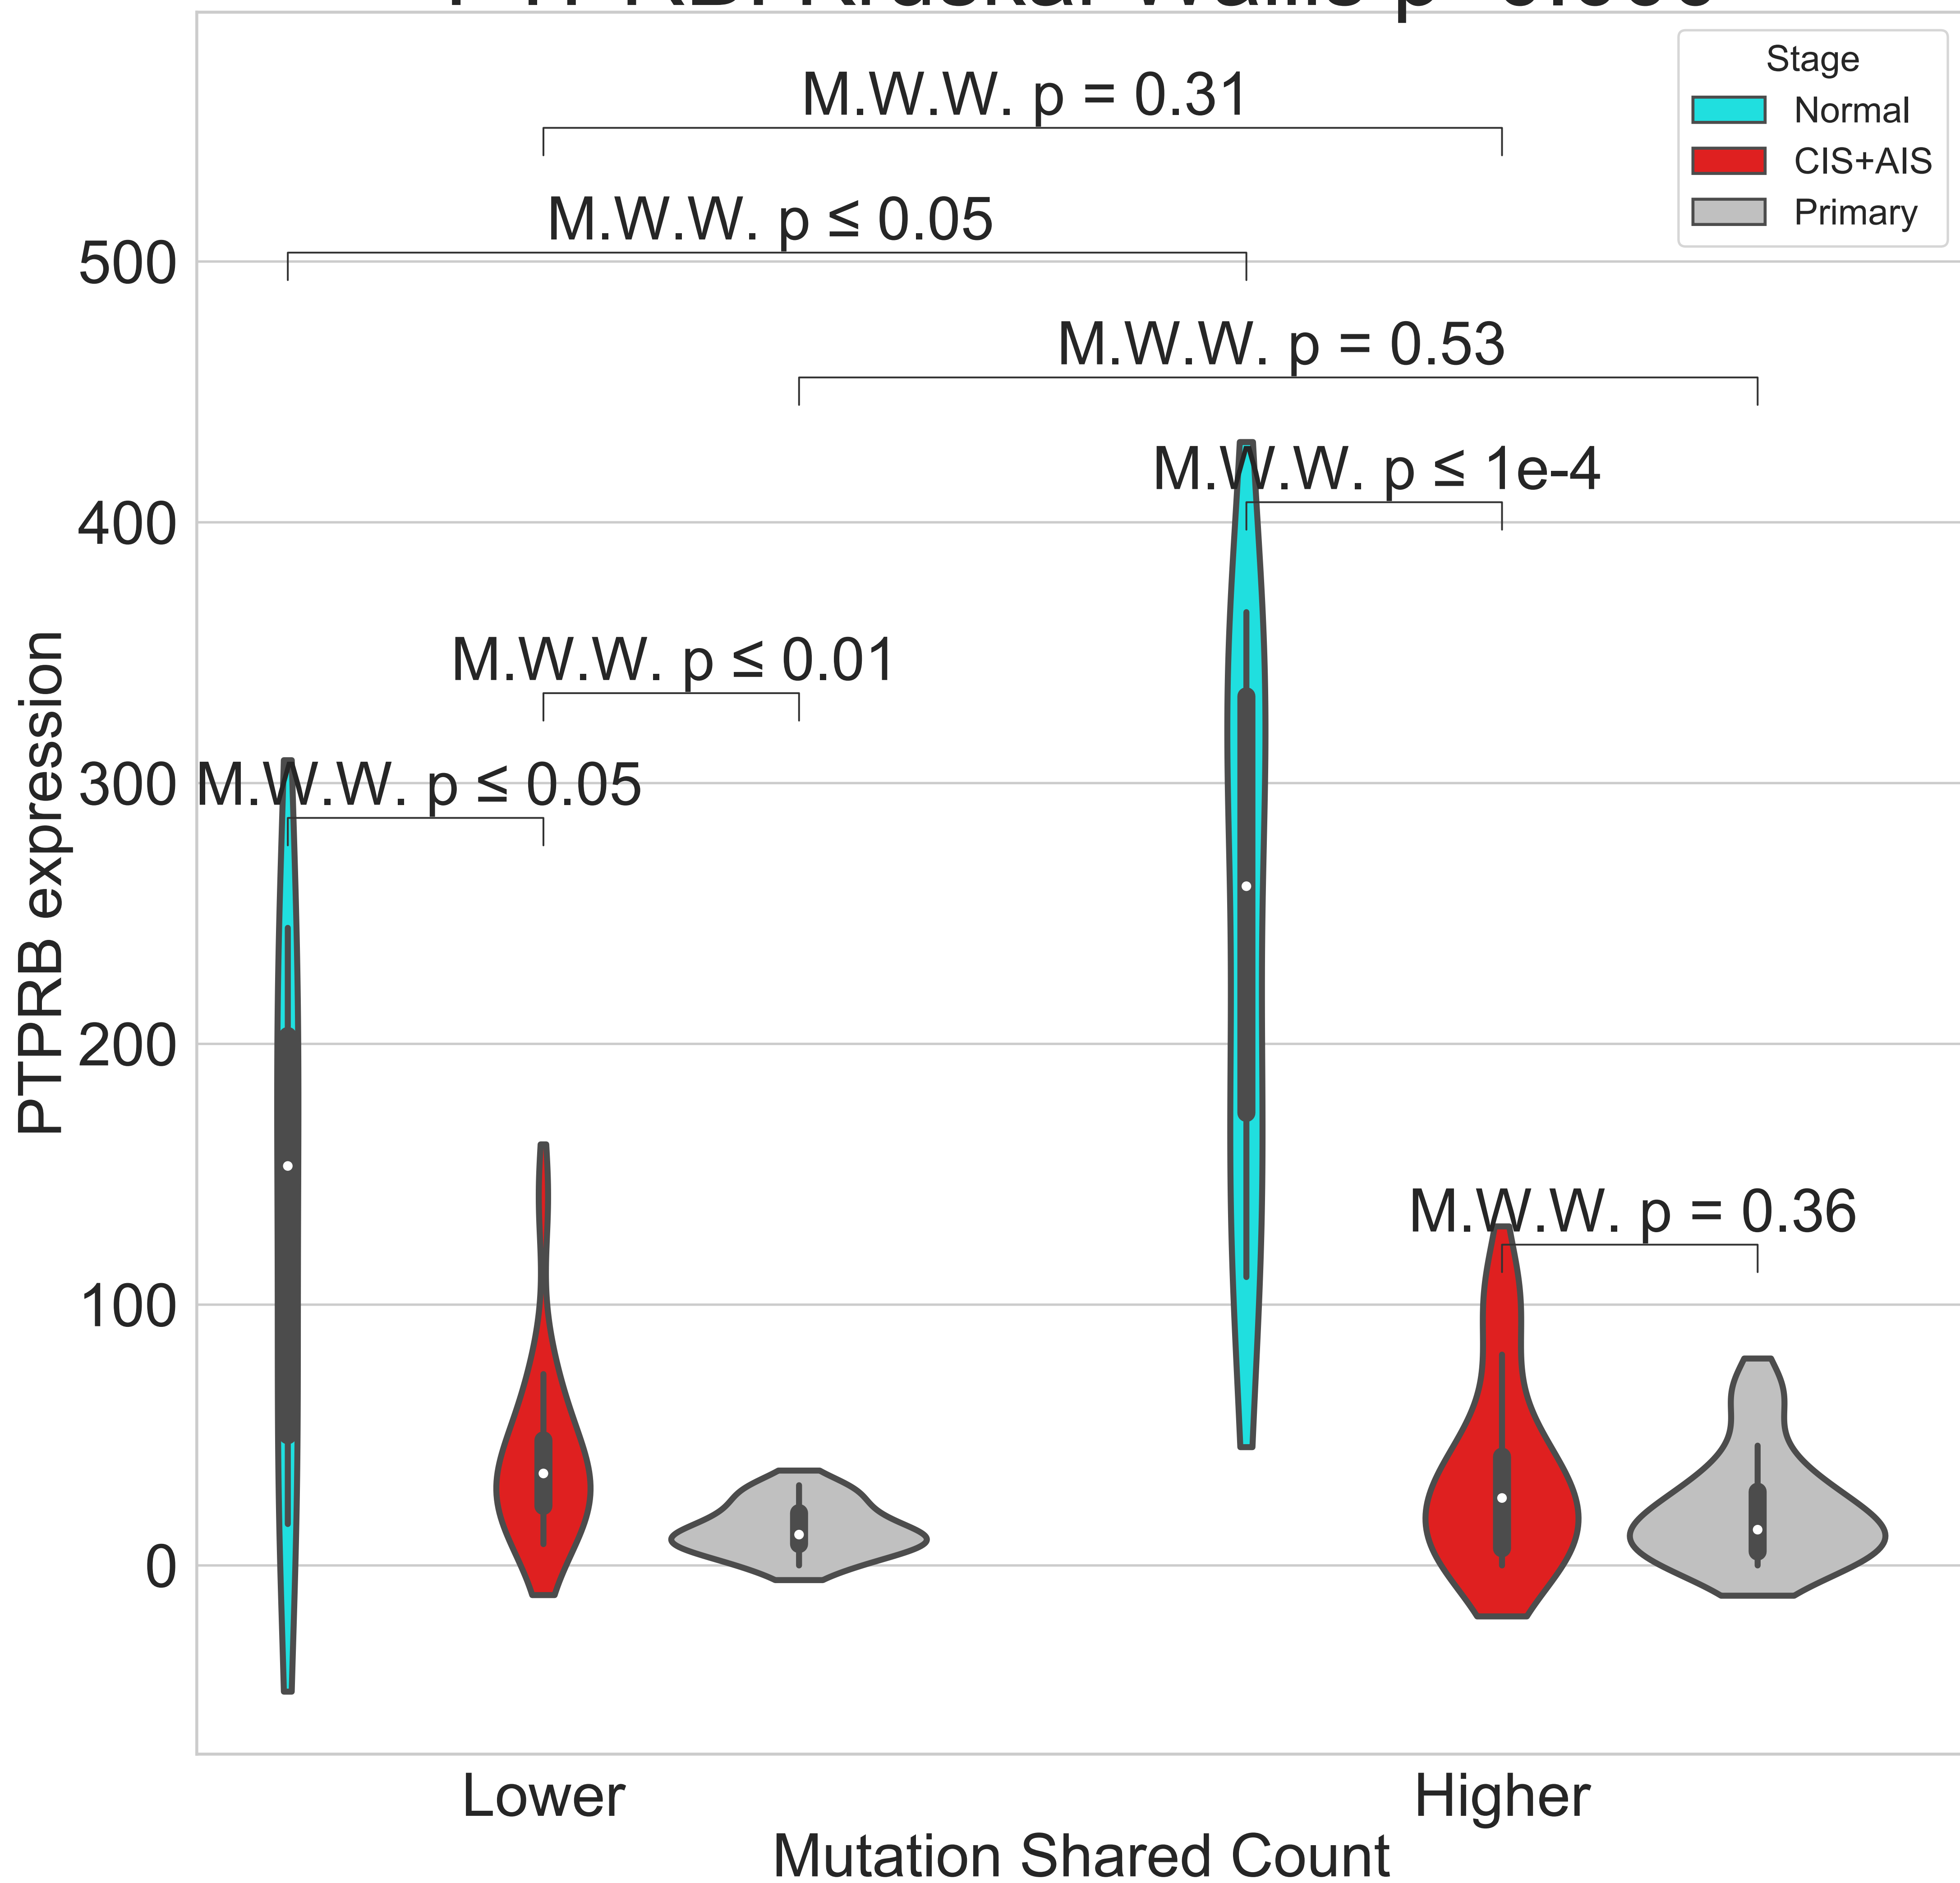 Stage
Normal
CIS+AIS
Primary
M.W.W. p = 0.31
M.W.W. p ≤ 0.05
M.W.W. p = 0.53
M.W.W. p ≤ 1e-4
M.W.W. p ≤ 0.01
M.W.W. p ≤ 0.05
M.W.W. p = 0.36
PTPRB expression
500
400
300
200
100
0
Lower
Higher
Mutation Shared Count